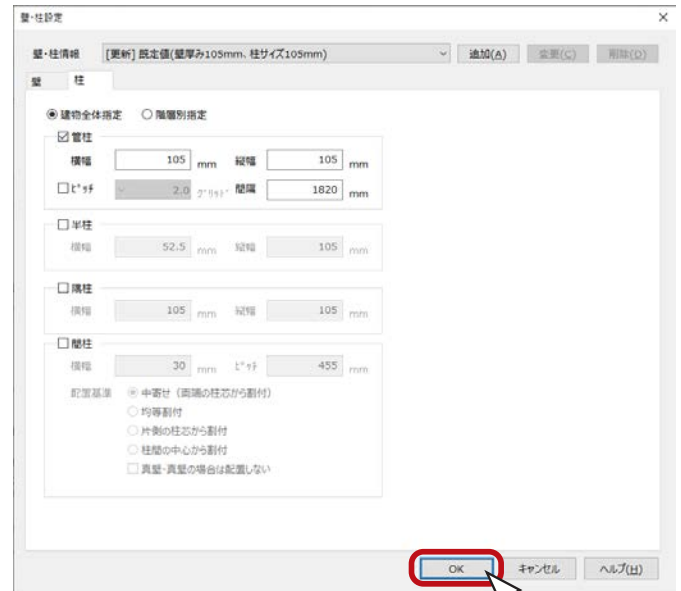 壁・柱設定
壁・柱情報 [更新] 既定値(壁厚み105mm、柱サイズ105mm) 追加(A) 変更(C) 削除(D)
壁 柱
建物全体指定 階層別指定
管柱
横幅 105 mm 縦幅 105 mm
ピッチ 2.0 グリッド 間隔 1820 mm
半柱
横幅 52.5 mm 縦幅 105 mm
隅柱
横幅 105 mm 縦幅 105 mm
間柱
横幅 30 mm ピッチ 455 mm
配置基準 中寄せ（両端の柱芯から割付）
均等割付
片側の柱芯から割付
柱間の中心から割付
真壁・真壁の場合は配置しない
OK キャンセル ヘルプ(H)